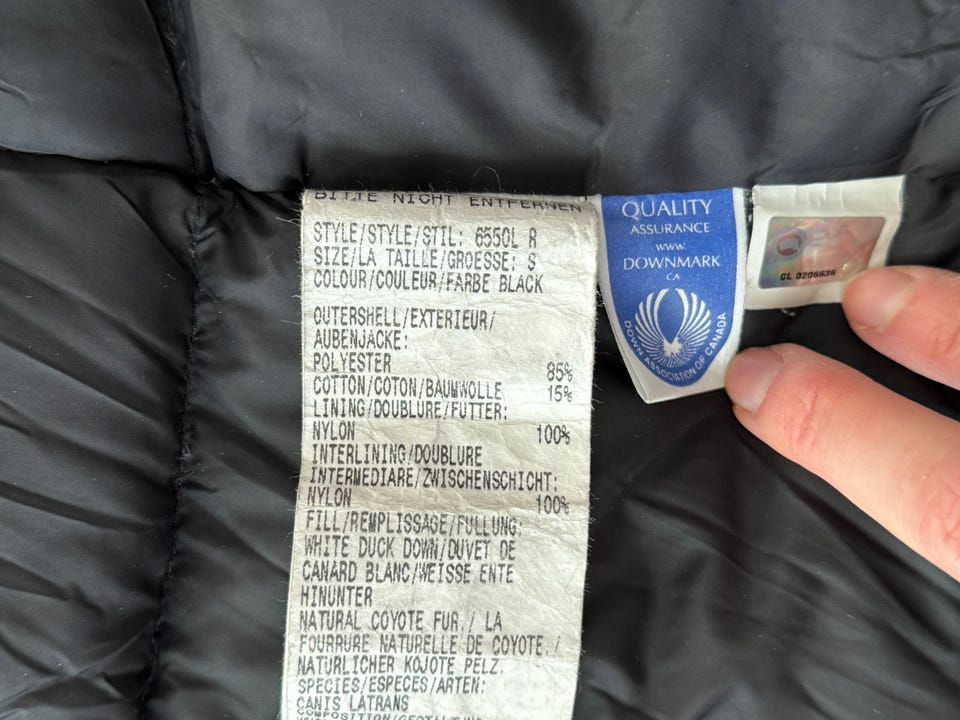 BITTE NICHT ENTFERNEN
STYLE/STYLE/STIL: 6550L R
SIZE/LA TAILLE/GROESSE: S
COLOUR/COULEUR/FARBE BLACK
OUTERSHELL/EXTERIEUR/
AUBENJACKE:
POLYESTER 85%
COTTON/COTON/BAUMWOLLE 15%
LINING/DOUBLURE/FUTTER:
NYLON 100%
INTERLINING/DOUBLURE
INTERMEDIARE/ZWISCHENSCHICHT:
NYLON 100%
FILL/REMPLISSAGE/FULLUNG:
WHITE DUCK DOWN/DUVET DE
CANARD BLANC/WEISSE ENTE
HINUNTER
NATURAL COYOTE FUR./ LA
FOURRURE NATURELLE DE COYOTE./
NATURLICHER KOJOTE PELZ.
SPECIES/ESPECES/ARTEN:
CANIS LATRANS
QUALITY
ASSURANCE
www.
DOWNMARK
.CA
DOWN ASSOCIATION OF CANADA
GL 0206636